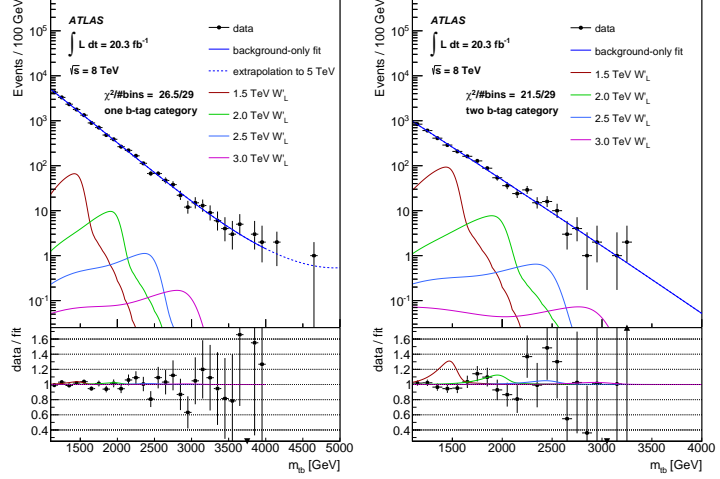 Events / 100 GeV
10⁵
10⁴
10³
10²
10
1
10⁻¹
ATLAS
∫ L dt = 20.3 fb⁻¹
√s = 8 TeV
χ²/#bins = 26.5/29
one b-tag category
data
background-only fit
extrapolation to 5 TeV
1.5 TeV W'L
2.0 TeV W'L
2.5 TeV W'L
3.0 TeV W'L
data / fit
1.6
1.4
1.2
1
0.8
0.6
0.4
1500 2000 2500 3000 3500 4000 4500 5000
m_tb [GeV]
Events / 100 GeV
10⁵
10⁴
10³
10²
10
1
10⁻¹
ATLAS
∫ L dt = 20.3 fb⁻¹
√s = 8 TeV
χ²/#bins = 21.5/29
two b-tag category
data
background-only fit
1.5 TeV W'L
2.0 TeV W'L
2.5 TeV W'L
3.0 TeV W'L
data / fit
1.6
1.4
1.2
1
0.8
0.6
0.4
1500 2000 2500 3000 3500 4000
m_tb [GeV]